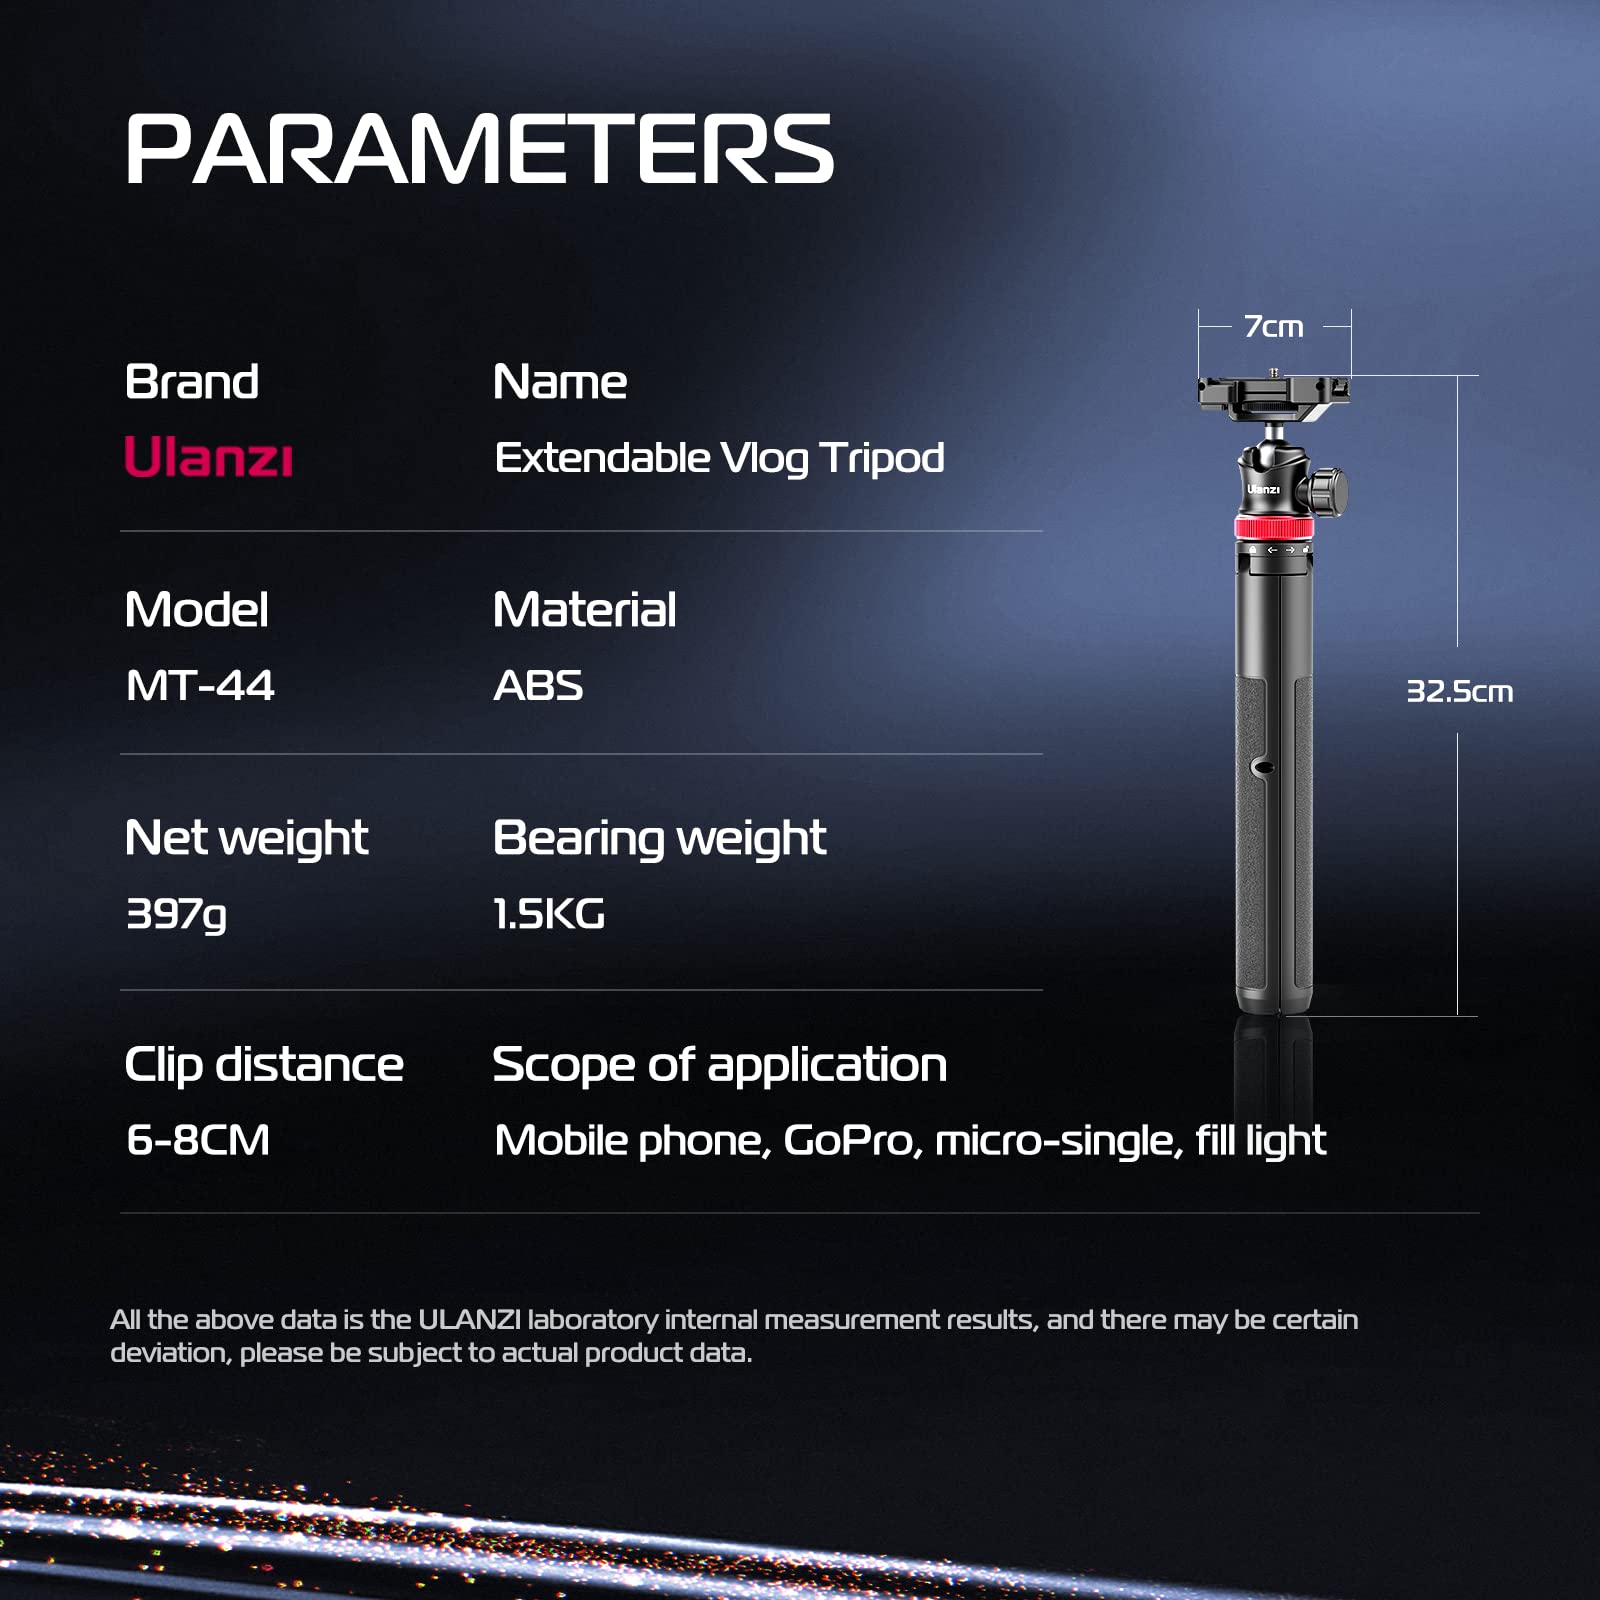 PARAMETERS
7cm
Brand
Name
Ulanzi
Extendable Vlog Tripod
Ulanzi
Model
Material
MT-44
ABS
32.5cm
Net weight
Bearing weight
397g
1.5KG
Clip distance
Scope of application
6-8CM
Mobile phone, GoPro, micro-single, fill light
All the above data is the ULANZI laboratory internal measurement results, and there may be certain
deviation, please be subject to actual product data.